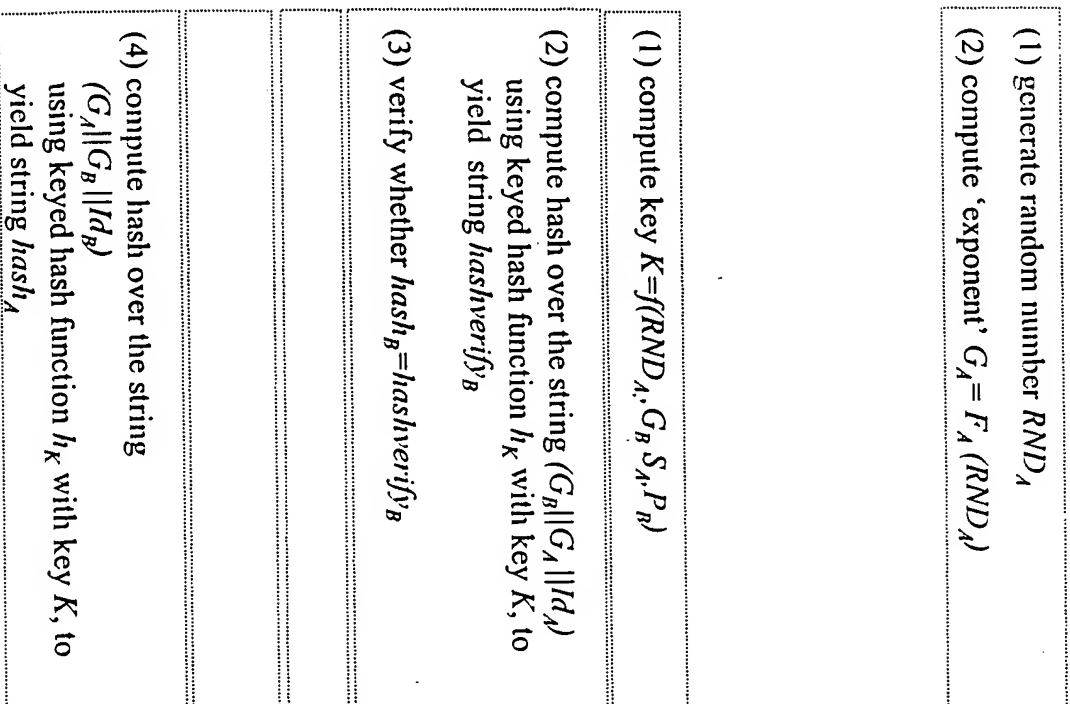 (1) generate random number RND_A
(2) compute ‘exponent’ G_A = F_A (RND_A)
(1) compute key K=f(RND_A, G_B S_A, P_B)
(2) compute hash over the string (G_B||G_A||Id_A)
using keyed hash function h_K with key K, to
yield string hashverify_B
(3) verify whether hash_B=hashverify_B
(4) compute hash over the string
(G_A||G_B||Id_B)
using keyed hash function h_K with key K, to
yield string hash_A